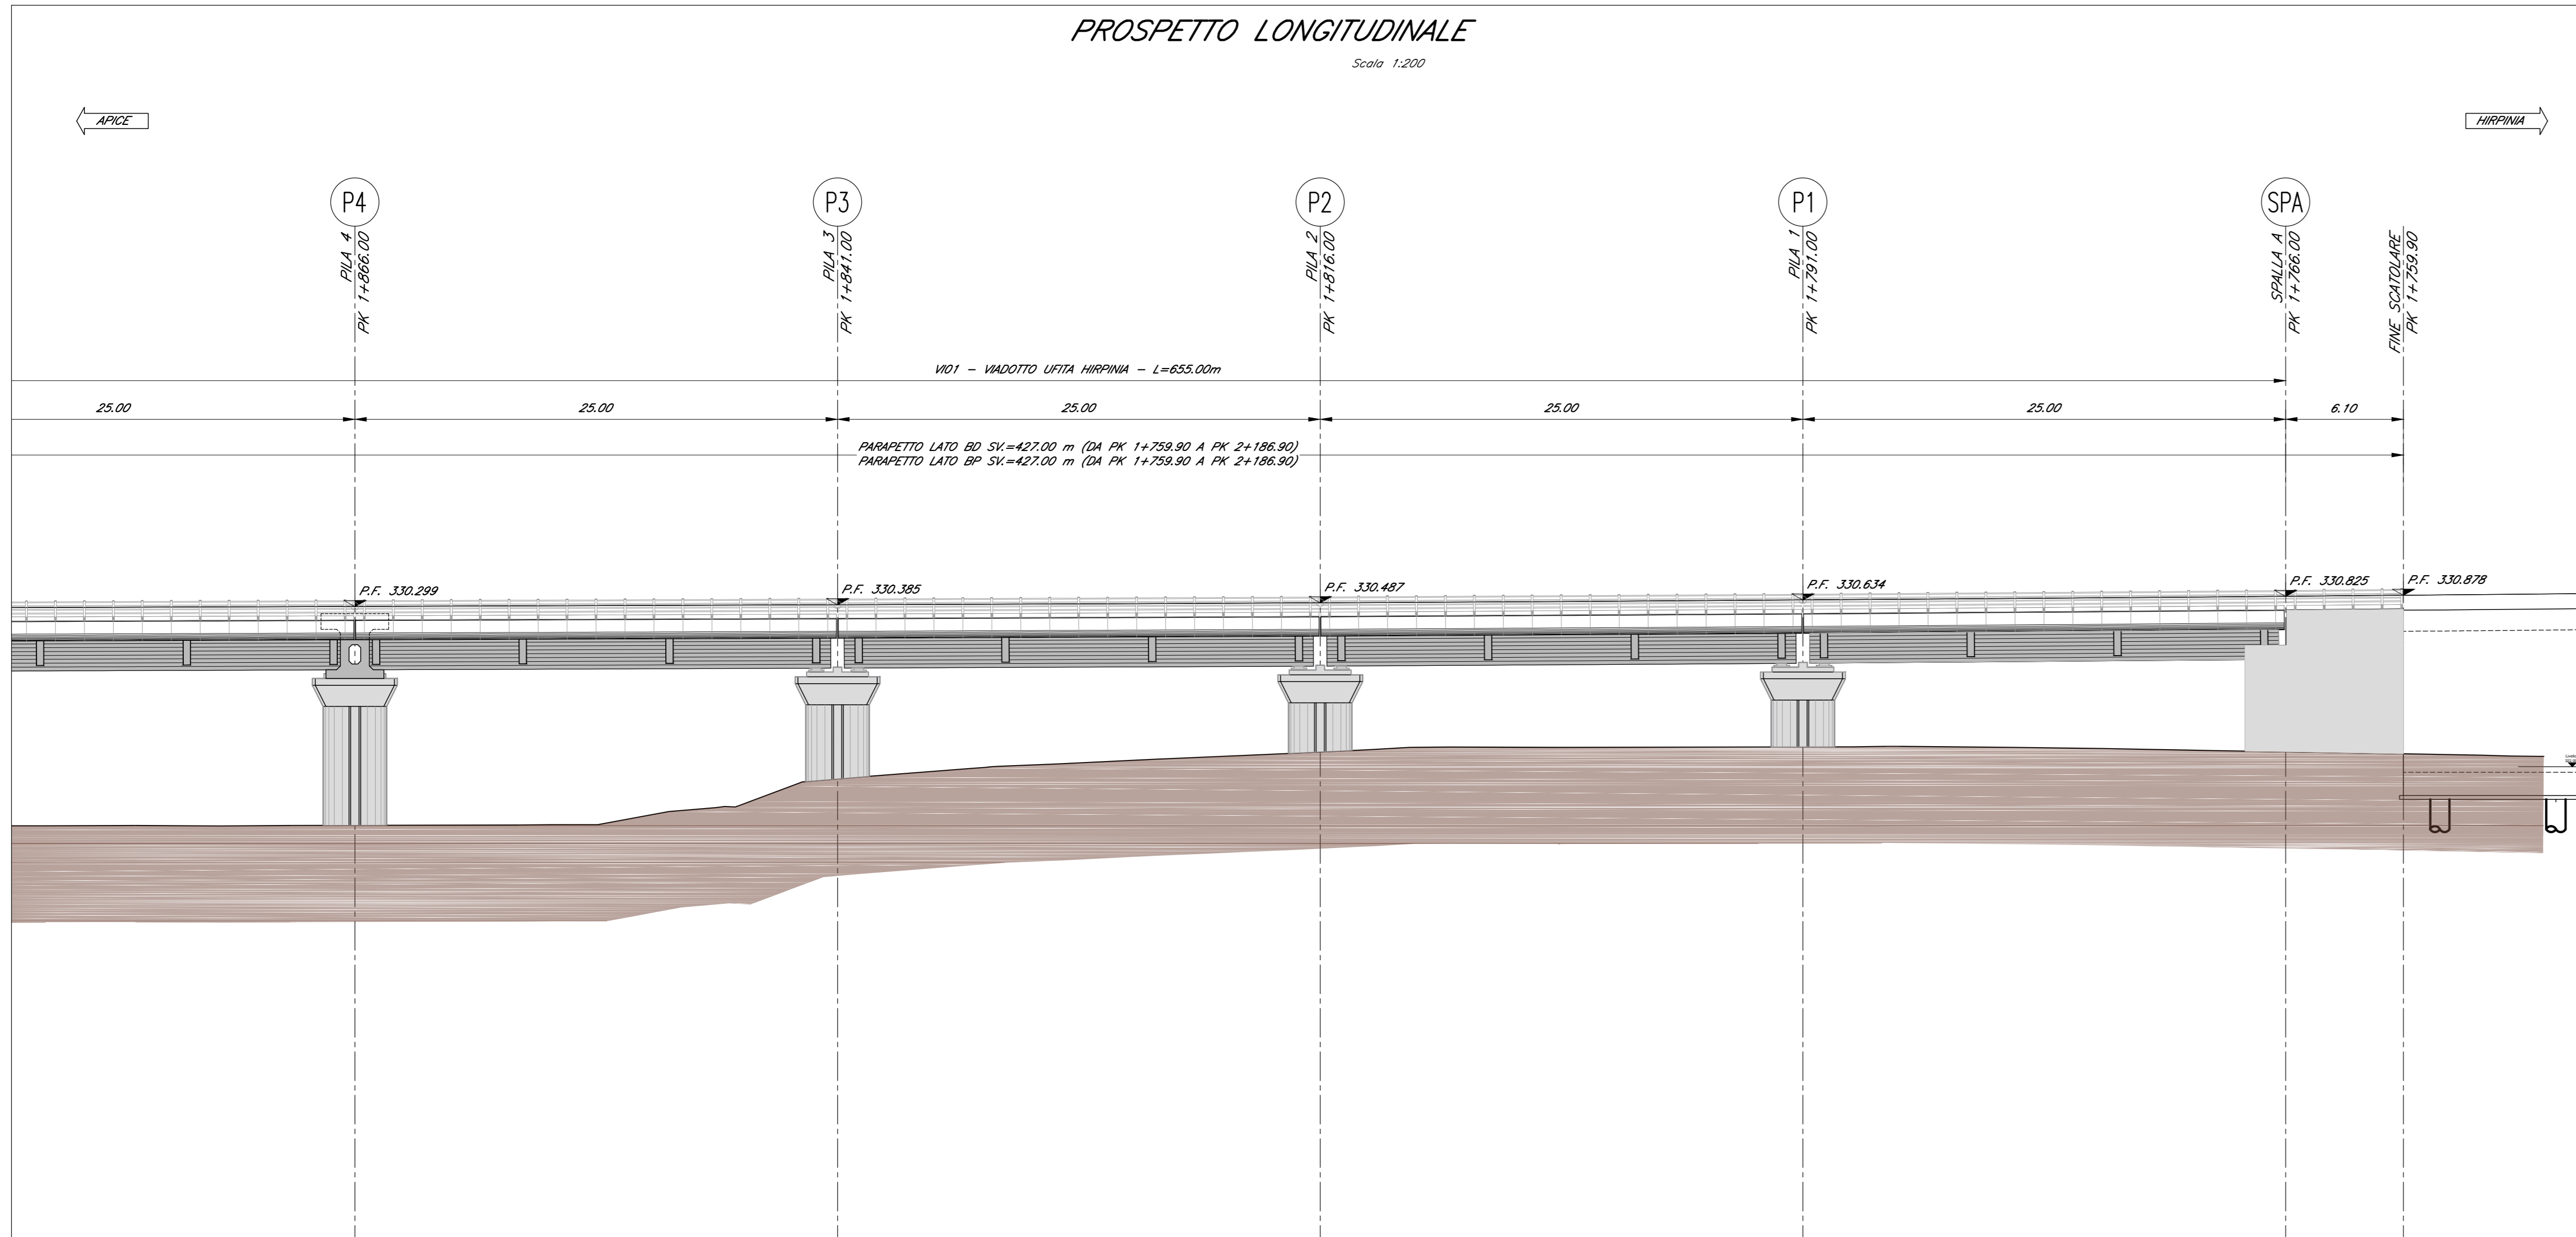 PROSPETTO LONGITUDINALE
Scala 1:200
APICE
HIRPINIA
P4
P3
P2
P1
SPA
PILA 4
PK 1+866.00
PILA 3
PK 1+841.00
PILA 2
PK 1+816.00
PILA 1
PK 1+791.00
SPALLA A
PK 1+766.00
FINE SCATOLARE
PK 1+759.90
VI01 - VIADOTTO UFITA HIRPINIA - L=655.00m
25.00
25.00
25.00
25.00
25.00
6.10
PARAPETTO LATO BD SV.=427.00 m (DA PK 1+759.90 A PK 2+186.90)
PARAPETTO LATO BP SV.=427.00 m (DA PK 1+759.90 A PK 2+186.90)
P.F. 330.299
P.F. 330.385
P.F. 330.487
P.F. 330.634
P.F. 330.825
P.F. 330.878